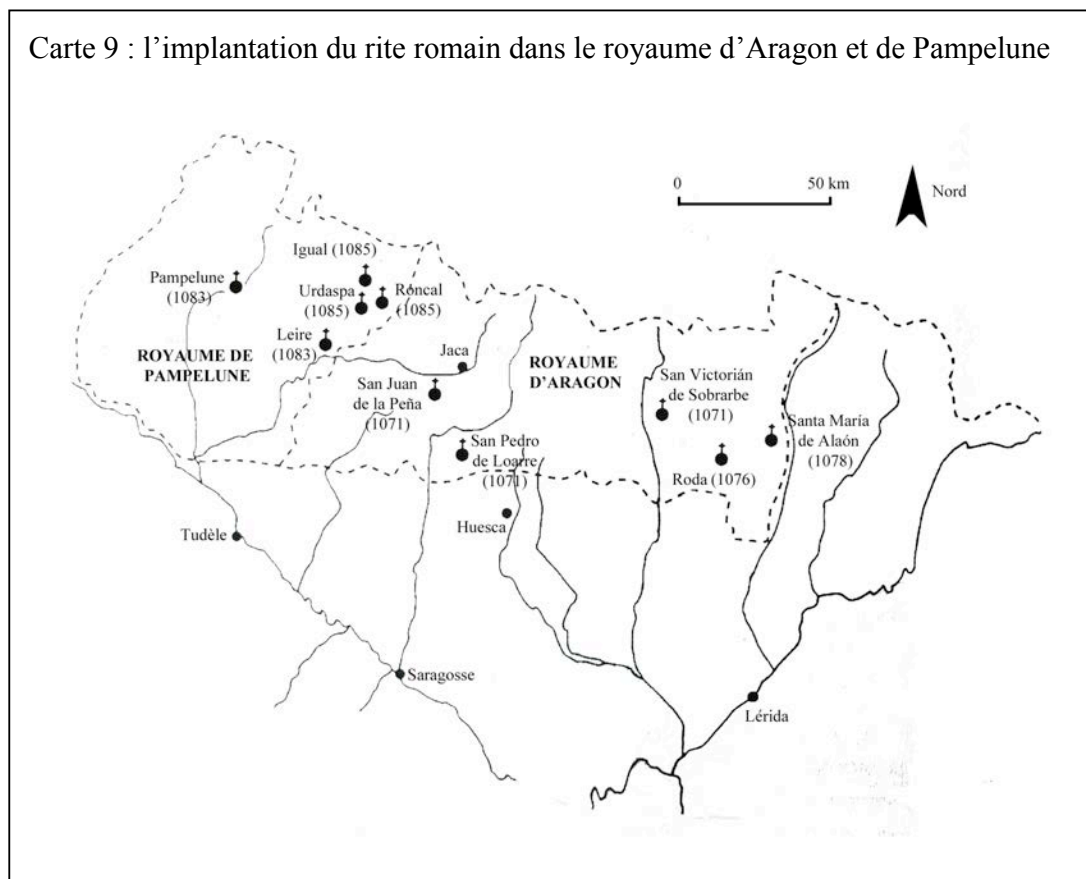 Carte 9 : l’implantation du rite romain dans le royaume d’Aragon et de Pampelune
0
50 km
Nord
Igual (1085)
Pampelune
(1083)
Urdaspa
(1085)
Roncal
(1085)
Leire
(1083)
ROYAUME DE
PAMPELUNE
Jaca
ROYAUME
D’ARAGON
San Juan
de la Peña
(1071)
San Victorián
de Sobrarbe
(1071)
Santa María
de Alaón
(1078)
San Pedro
de Loarre
(1071)
Roda (1076)
Huesca
Tudèle
Saragosse
Lérida